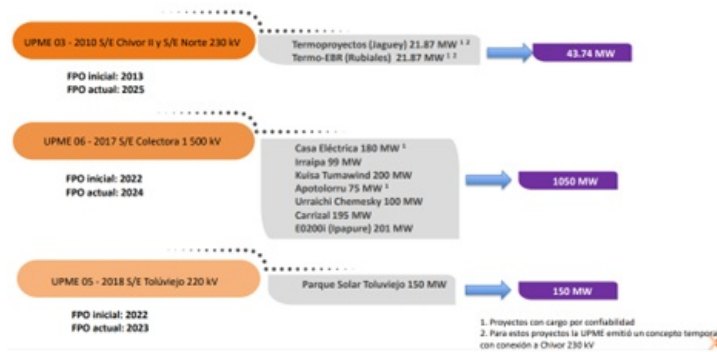 UPME 03 - 2010 S/E Chivor II y S/E Norte 230 kV
Termoproyectos (Jaguey) 21.87 MW ¹ ²
Termo-EBR (Rubiales) 21.87 MW ¹ ²
43.74 MW
FPO inicial: 2013
FPO actual: 2025
UPME 06 - 2017 S/E Colectora 1 500 kV
Casa Eléctrica 180 MW ¹
Irraipa 99 MW
Kuisa Tumawind 200 MW
Apotolorru 75 MW ¹
Urraichi Chemesky 100 MW
Carrizal 195 MW
E0200i (Ipapure) 201 MW
1050 MW
FPO inicial: 2022
FPO actual: 2024
UPME 05 - 2018 S/E Tolúviejo 220 kV
Parque Solar Toluviejo 150 MW
150 MW
FPO inicial: 2022
FPO actual: 2023
1. Proyectos con cargo por confiabilidad
2. Para estos proyectos la UPME emitió un concepto tempora
con conexión a Chivor 230 kV